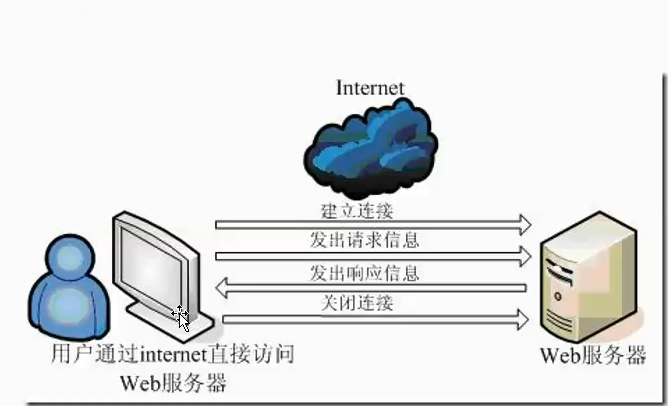 Internet
建立连接
发出请求信息
发出响应信息
关闭连接
用户通过internet直接访问
Web服务器
Web服务器